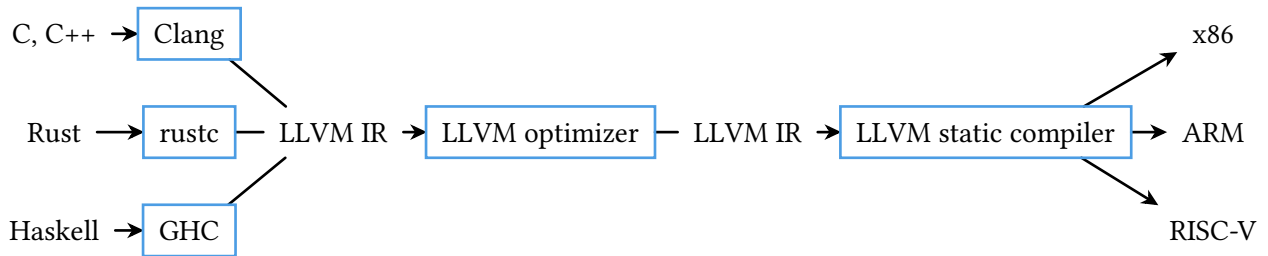 C, C++ Clang x86
Rust rustc LLVM IR LLVM optimizer LLVM IR LLVM static compiler ARM
Haskell GHC RISC-V